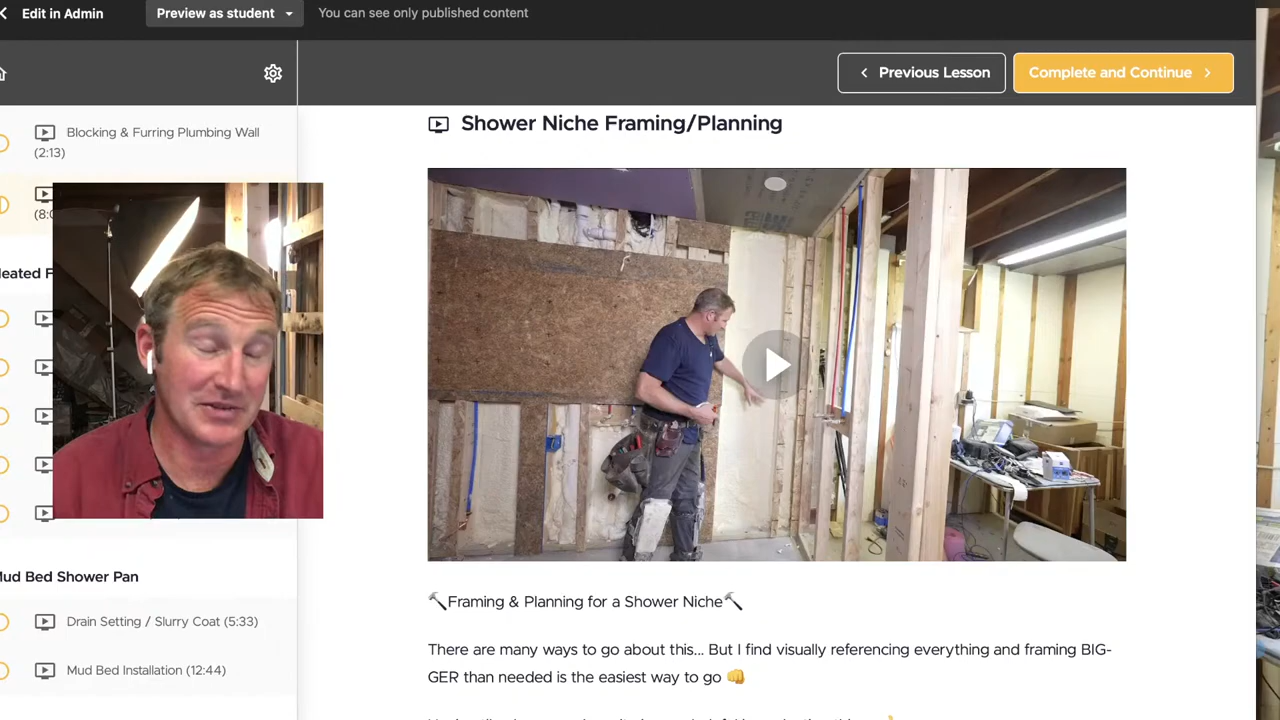 Edit in Admin
Preview as student
You can see only published content
Previous Lesson
Complete and Continue
Blocking & Furring Plumbing Wall
(2:13)
Shower Niche Framing/Planning
Mud Bed Shower Pan
Drain Setting / Slurry Coat (5:33)
Mud Bed Installation (12:44)
🔨Framing & Planning for a Shower Niche🔨
There are many ways to go about this... But I find visually referencing everything and framing BIG-
GER than needed is the easiest way to go 👊